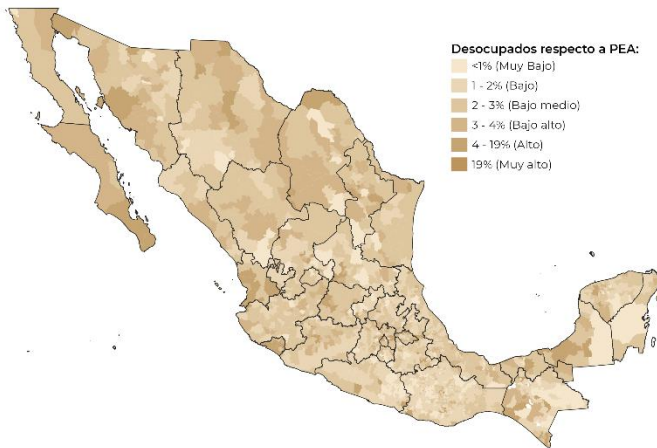 Desocupados respecto a PEA:
<1% (Muy Bajo)
1 - 2% (Bajo)
2 - 3% (Bajo medio)
3 - 4% (Bajo alto)
4 - 19% (Alto)
19% (Muy alto)